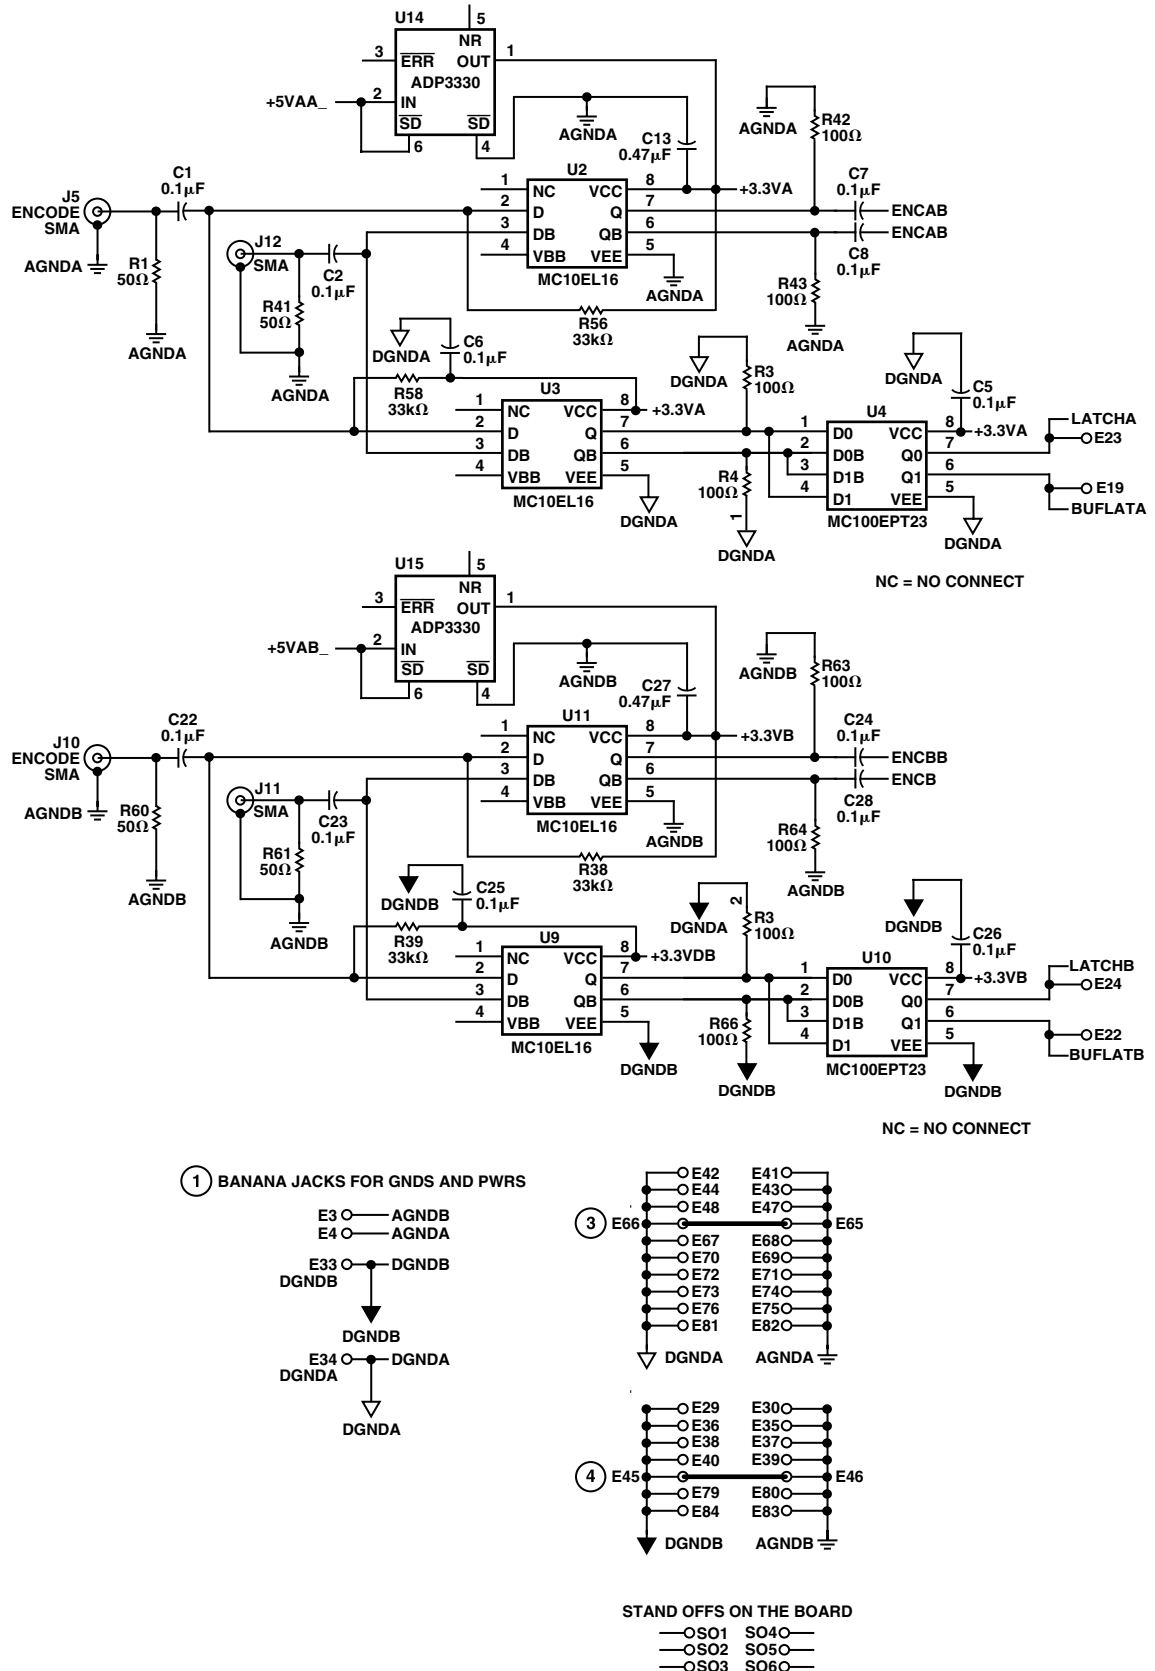 U14
5
NR
3
ERR
OUT
1
ADP3330
+5VAA_
2
IN
SD
SD
6
4
AGNDA
C13
0.47µF
AGNDA
R42
100Ω
J5
ENCODE
SMA
AGNDA
C1
0.1µF
R1
50Ω
AGNDA
J12
SMA
C2
0.1µF
R41
50Ω
AGNDA
U2
1
NC
VCC
8
+3.3VA
2
D
Q
7
3
DB
QB
6
4
VBB
VEE
5
MC10EL16
AGNDA
C7
0.1µF
ENCAB
ENCAB
C8
0.1µF
R43
100Ω
AGNDA
R56
33kΩ
DGNDA
C6
0.1µF
R58
33kΩ
U3
1
NC
VCC
8
+3.3VA
2
D
Q
7
3
DB
QB
6
4
VBB
VEE
5
MC10EL16
DGNDA
DGNDA
R3
100Ω
R4
100Ω
1
DGNDA
DGNDA
C5
0.1µF
U4
1
D0
VCC
8
+3.3VA
2
D0B
Q0
7
3
D1B
Q1
6
4
D1
VEE
5
MC100EPT23
DGNDA
LATCHA
E23
E19
BUFLATA
NC = NO CONNECT
U15
5
NR
3
ERR
OUT
1
ADP3330
+5VAB_
2
IN
SD
SD
6
4
AGNDB
C27
0.47µF
AGNDB
R63
100Ω
J10
ENCODE
SMA
AGNDB
C22
0.1µF
R60
50Ω
AGNDB
J11
SMA
C23
0.1µF
R61
50Ω
AGNDB
U11
1
NC
VCC
8
+3.3VB
2
D
Q
7
3
DB
QB
6
4
VBB
VEE
5
MC10EL16
AGNDB
C24
0.1µF
ENCBB
ENCB
C28
0.1µF
R64
100Ω
AGNDB
R38
33kΩ
DGNDB
C25
0.1µF
R39
33kΩ
U9
1
NC
VCC
8
+3.3VDB
2
D
Q
7
3
DB
QB
6
4
VBB
VEE
5
MC10EL16
DGNDB
DGNDA
2
R3
100Ω
R66
100Ω
DGNDB
DGNDB
C26
0.1µF
U10
1
D0
VCC
8
+3.3VB
2
D0B
Q0
7
3
D1B
Q1
6
4
D1
VEE
5
MC100EPT23
DGNDB
LATCHB
E24
E22
BUFLATB
NC = NO CONNECT
1 BANANA JACKS FOR GNDS AND PWRS
E3 AGNDB
E4 AGNDA
E33 DGNDB
DGNDB
DGNDB
E34 DGNDA
DGNDA
DGNDA
E42 E41
E44 E43
E48 E47
3 E66 E65
E67 E68
E70 E69
E72 E71
E73 E74
E76 E75
E81 E82
DGNDA AGNDA
E29 E30
E36 E35
E38 E37
E40 E39
4 E45 E46
E79 E80
E84 E83
DGNDB AGNDB
STAND OFFS ON THE BOARD
SO1 SO4
SO2 SO5
SO3 SO6